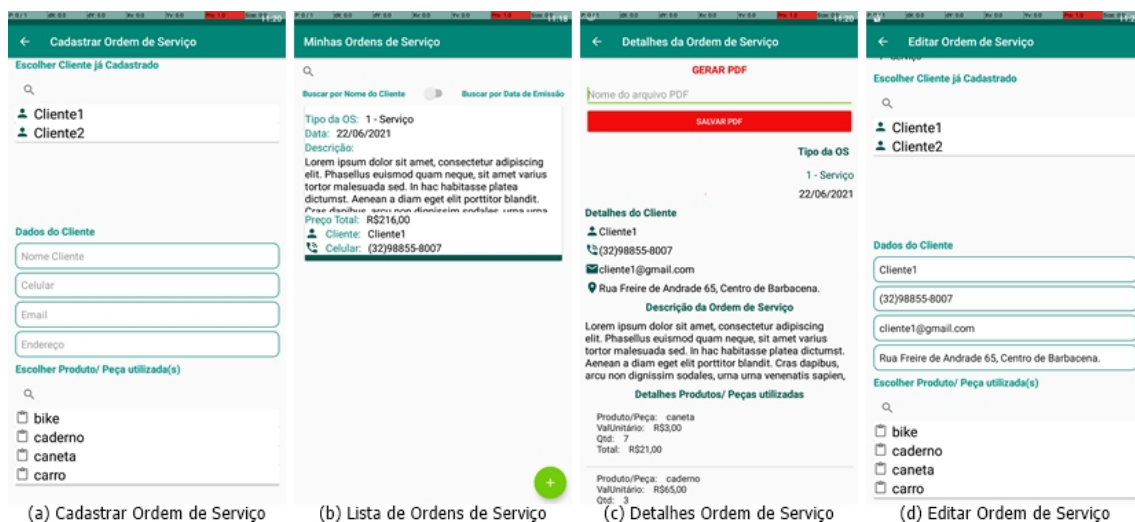 Cadastrar Ordem de Serviço
Escolher Cliente já Cadastrado
Cliente1
Cliente2
Dados do Cliente
Nome Cliente
Celular
Email
Endereço
Escolher Produto/ Peça utilizada(s)
bike
caderno
caneta
carro
(a) Cadastrar Ordem de Serviço
11:18
Minhas Ordens de Serviço
Buscar por Nome do Cliente
Buscar por Data de Emissão
Tipo da OS: 1 - Serviço
Data: 22/06/2021
Descrição:
Lorem ipsum dolor sit amet, consectetur adipiscing
elit. Phasellus euismod quam neque, sit amet varius
tortor malesuada sed. In hac habitasse platea
dictumst. Aenean a diam eget elit porttitor blandit.
Cras dapibus, arcu non dignissim sodales, urna urna
Preço Total: R$216,00
Cliente: Cliente1
Celular: (32)98855-8007
+
(b) Lista de Ordens de Serviço
11:20
Detalhes da Ordem de Serviço
GERAR PDF
Nome do arquivo PDF
SALVAR PDF
Tipo da OS
1 - Serviço
22/06/2021
Detalhes do Cliente
Cliente1
(32)98855-8007
cliente1@gmail.com
Rua Freire de Andrade 65, Centro de Barbacena.
Descrição da Ordem de Serviço
Lorem ipsum dolor sit amet, consectetur adipiscing
elit. Phasellus euismod quam neque, sit amet varius
tortor malesuada sed. In hac habitasse platea dictumst.
Aenean a diam eget elit porttitor blandit. Cras dapibus,
arcu non dignissim sodales, urna urna venenatis sapien,
Detalhes Produtos/ Peças utilizadas
Produto/Peça: caneta
ValUnitário: R$3,00
Qtd: 7
Total: R$21,00
Produto/Peça: caderno
ValUnitário: R$65,00
Qtd: 3
(c) Detalhes Ordem de Serviço
Editar Ordem de Serviço
Escolher Cliente já Cadastrado
Cliente1
Cliente2
Dados do Cliente
Cliente1
(32)98855-8007
cliente1@gmail.com
Rua Freire de Andrade 65, Centro de Barbacena.
Escolher Produto/ Peça utilizada(s)
bike
caderno
caneta
carro
(d) Editar Ordem de Serviço